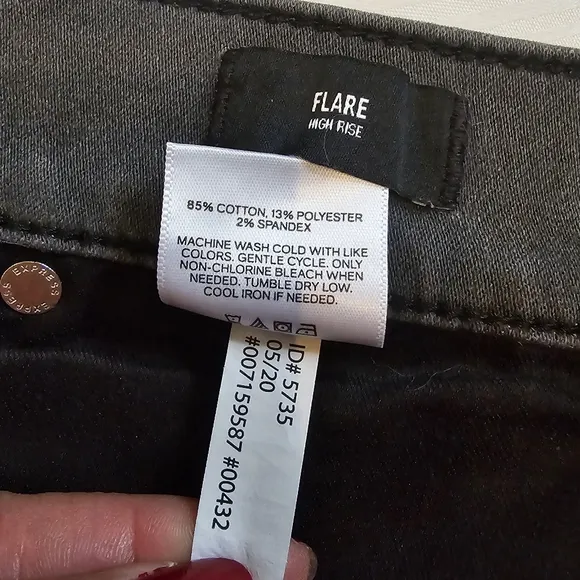 FLARE
HIGH RISE
85% COTTON, 13% POLYESTER
2% SPANDEX
MACHINE WASH COLD WITH LIKE
COLORS. GENTLE CYCLE. ONLY
NON-CHLORINE BLEACH WHEN
NEEDED. TUMBLE DRY LOW.
COOL IRON IF NEEDED.
EXPRESS EXPRESS
ID# 5735
05/20
#007159587 #00432